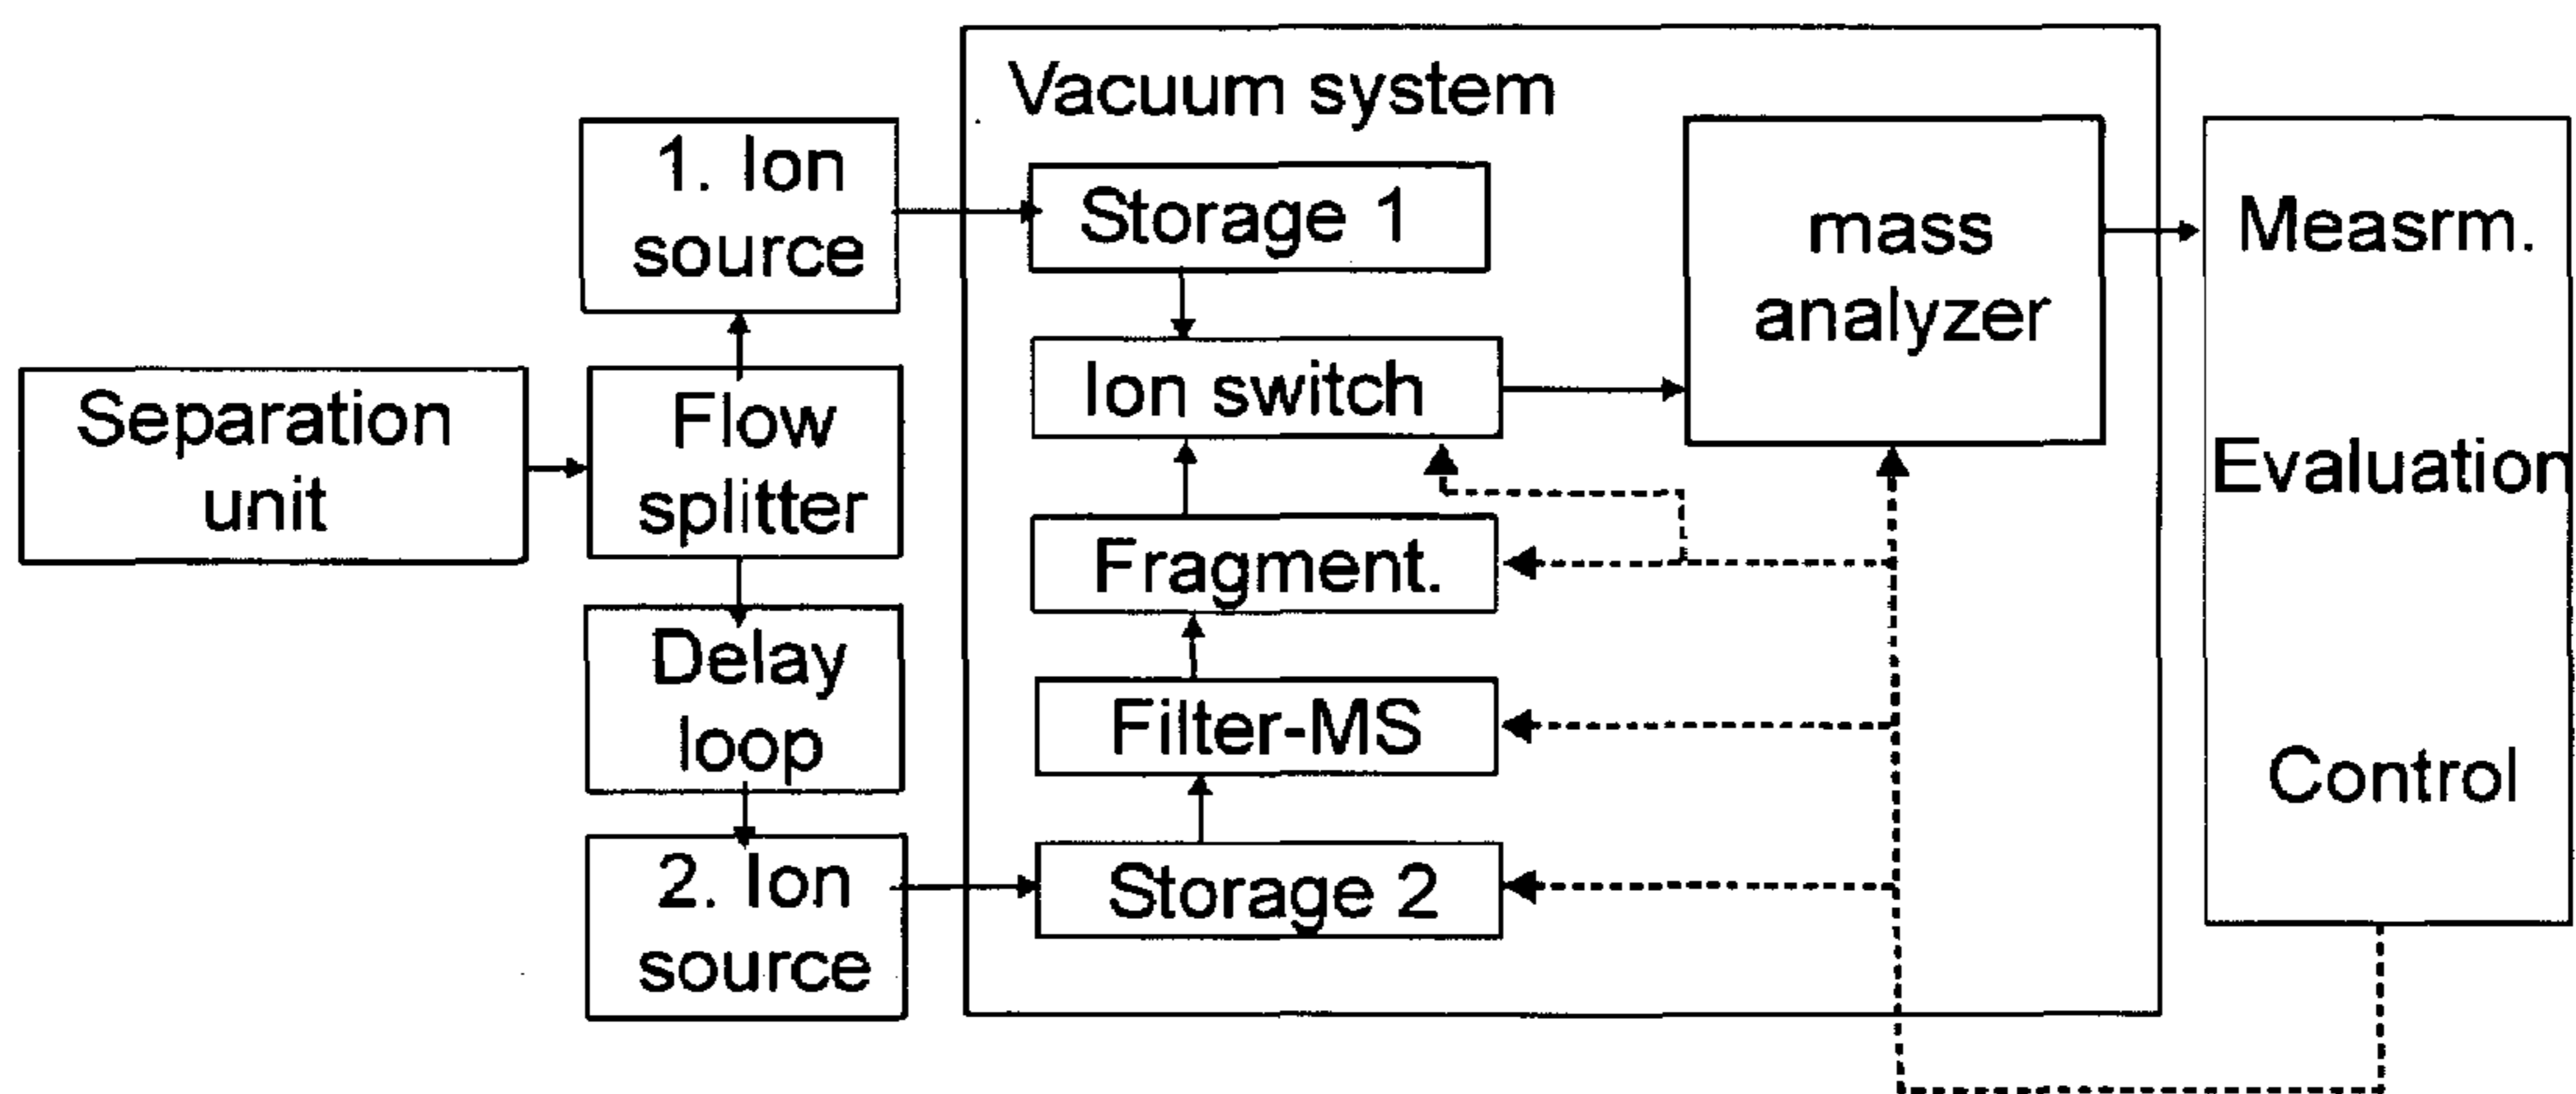 Vacuum system
1. Ion
source
Storage 1
mass
analyzer
Measrm.
Evaluation
Control
Ion switch
Separation
unit
Flow
splitter
Fragment.
Delay
loop
Filter-MS
2. Ion
source
Storage 2